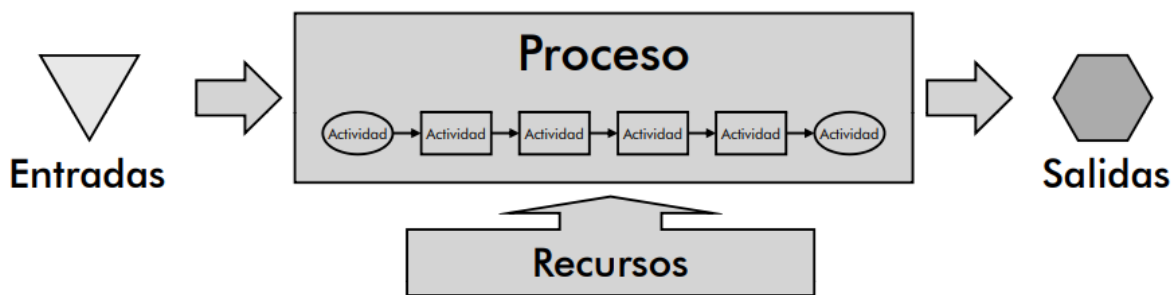 Proceso
Actividad Actividad Actividad Actividad Actividad Actividad
Entradas
Salidas
Recursos